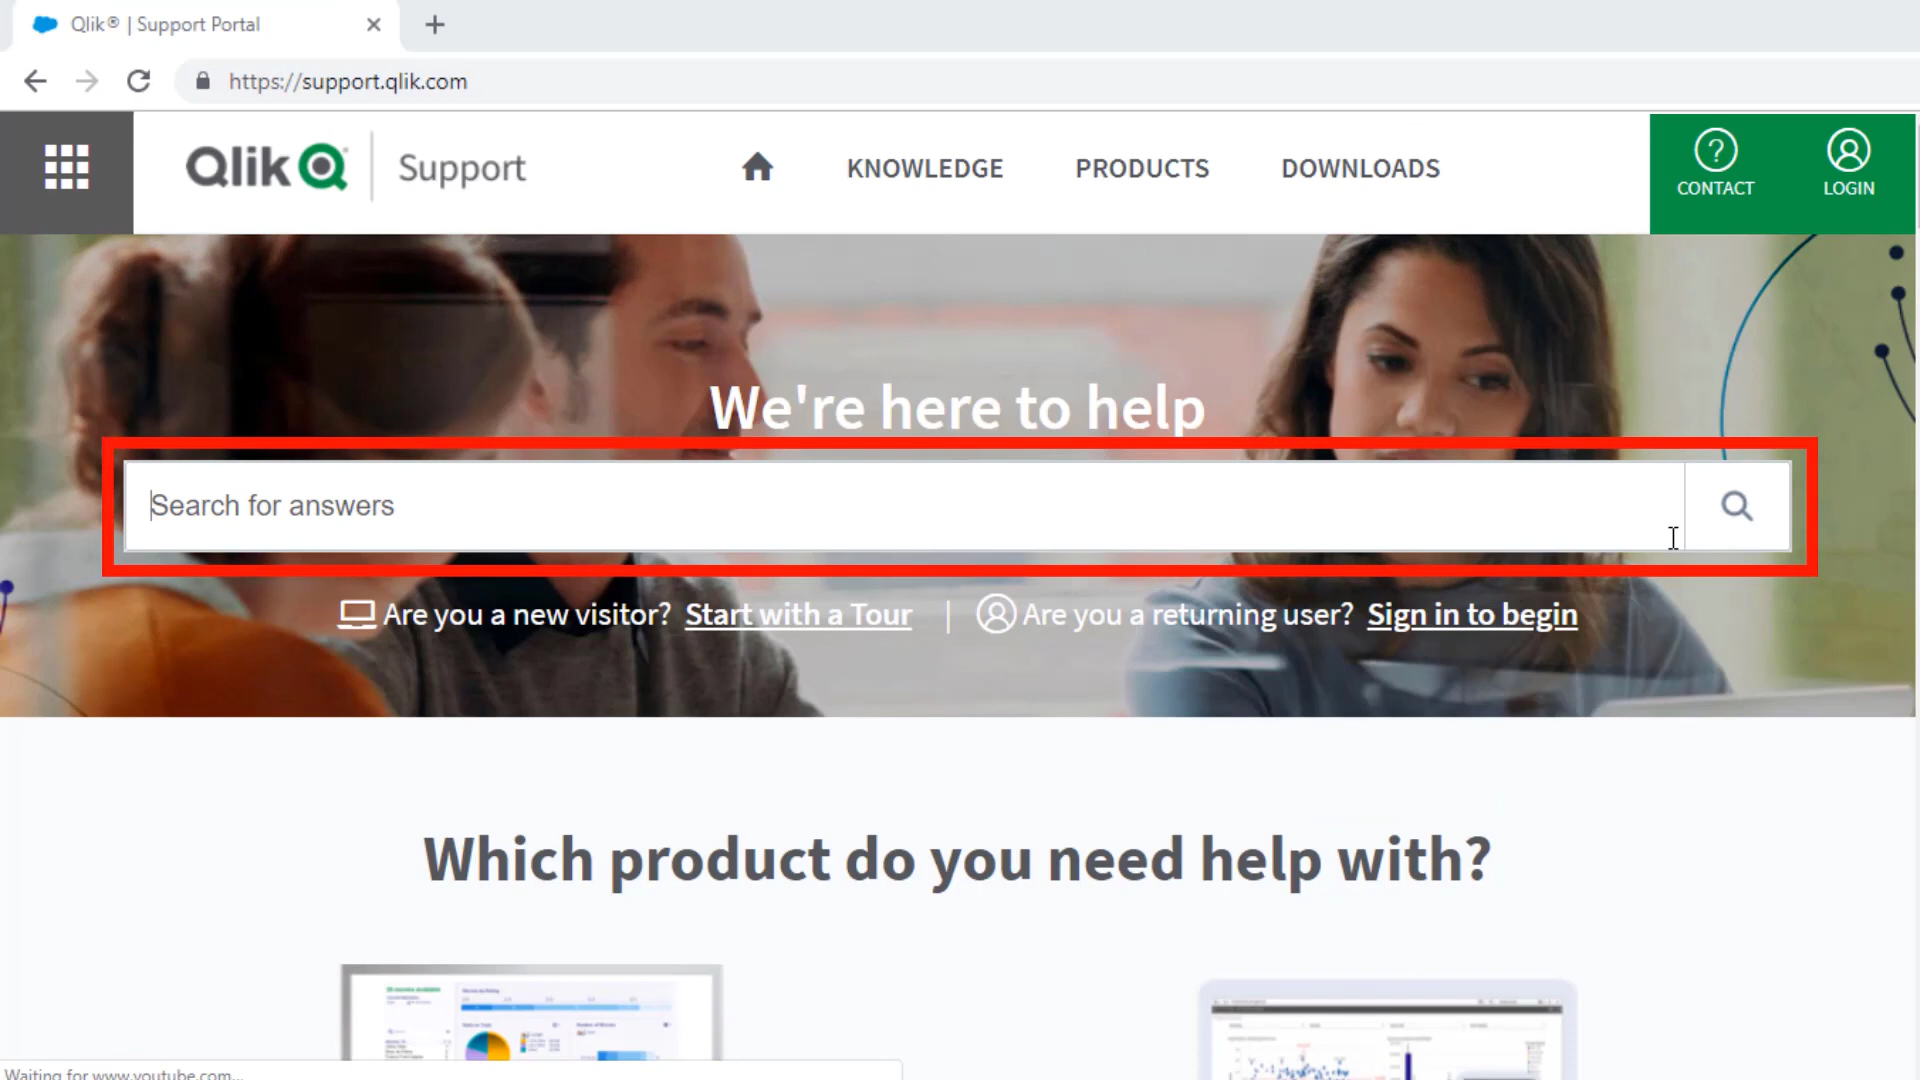 Qlik® | Support Portal
https://support.qlik.com
Qlik Support
KNOWLEDGE PRODUCTS DOWNLOADS
CONTACT LOGIN
We're here to help
Search for answers
Are you a new visitor? Start with a Tour | Are you a returning user? Sign in to begin
Which product do you need help with?
Waiting for www.youtube.com...